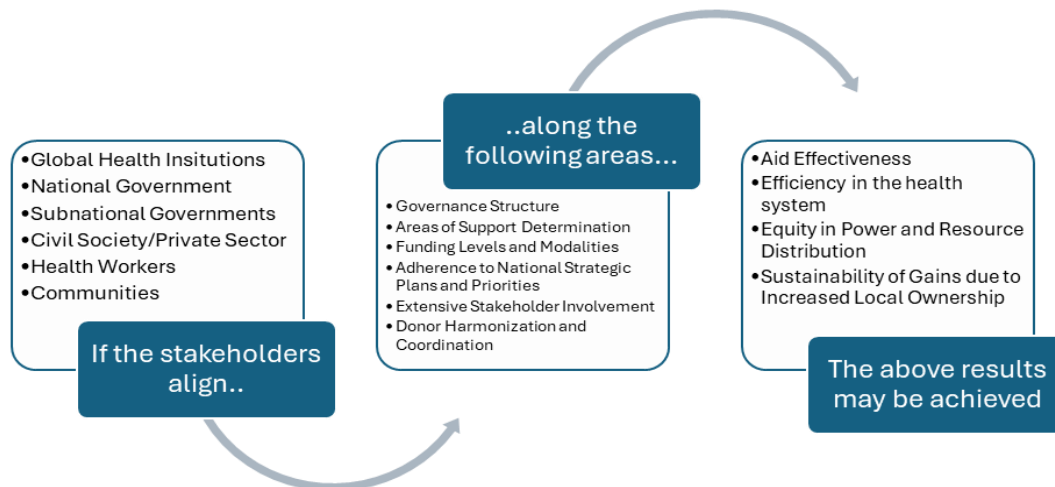 •Global Health Insitutions
•National Government
•Subnational Governments
•Civil Society/Private Sector
•Health Workers
•Communities
If the stakeholders
align..
..along the
following areas...
• Governance Structure
• Areas of Support Determination
• Funding Levels and Modalities
• Adherence to National Strategic
Plans and Priorities
• Extensive Stakeholder Involvement
• Donor Harmonization and
Coordination
•Aid Effectiveness
•Efficiency in the health
system
•Equity in Power and Resource
Distribution
•Sustainability of Gains due to
Increased Local Ownership
The above results
may be achieved